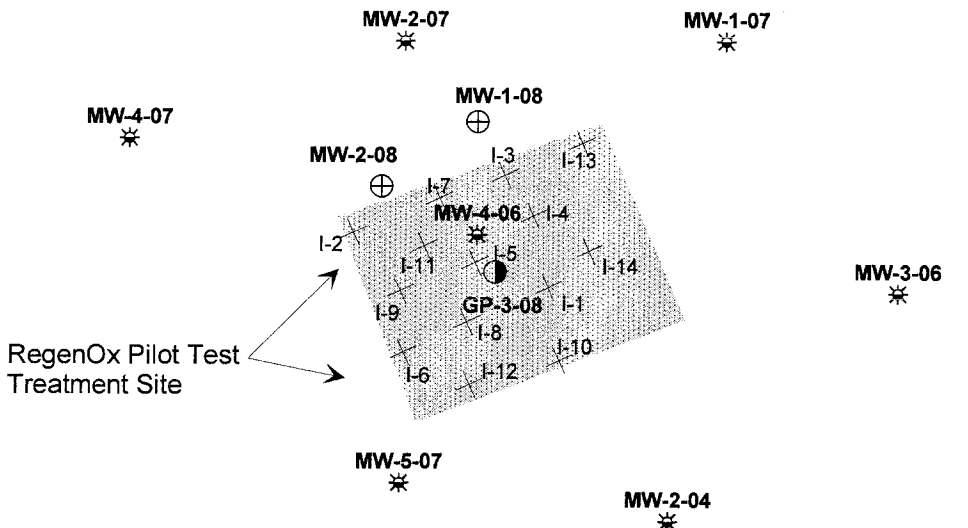 MW-2-07
MW-1-07
MW-1-08
MW-4-07
MW-2-08
I-3
I-13
I-7
MW-4-06
I-4
I-2
I-11
I-5
I-14
MW-3-06
GP-3-08
I-1
I-9
I-8
RegenOx Pilot Test
Treatment Site
I-10
I-6
I-12
MW-5-07
MW-2-04